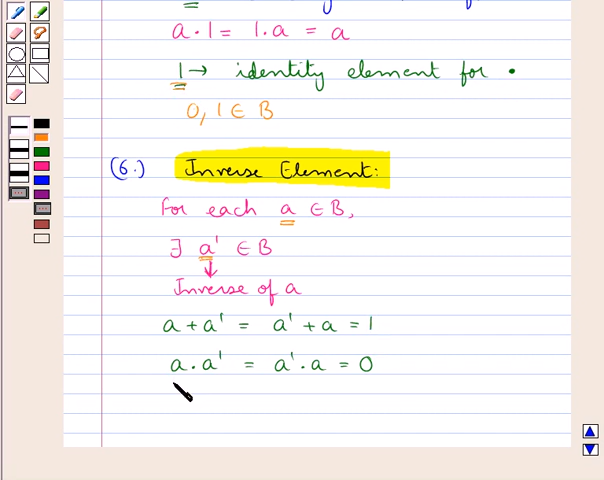 a · 1 = 1 · a = a
1 → identity element for ·
0, 1 ∈ B
(6.) Inverse Element:
For each a ∈ B,
∃ a' ∈ B
↓
Inverse of a
a + a' = a' + a = 1
a · a' = a' · a = 0